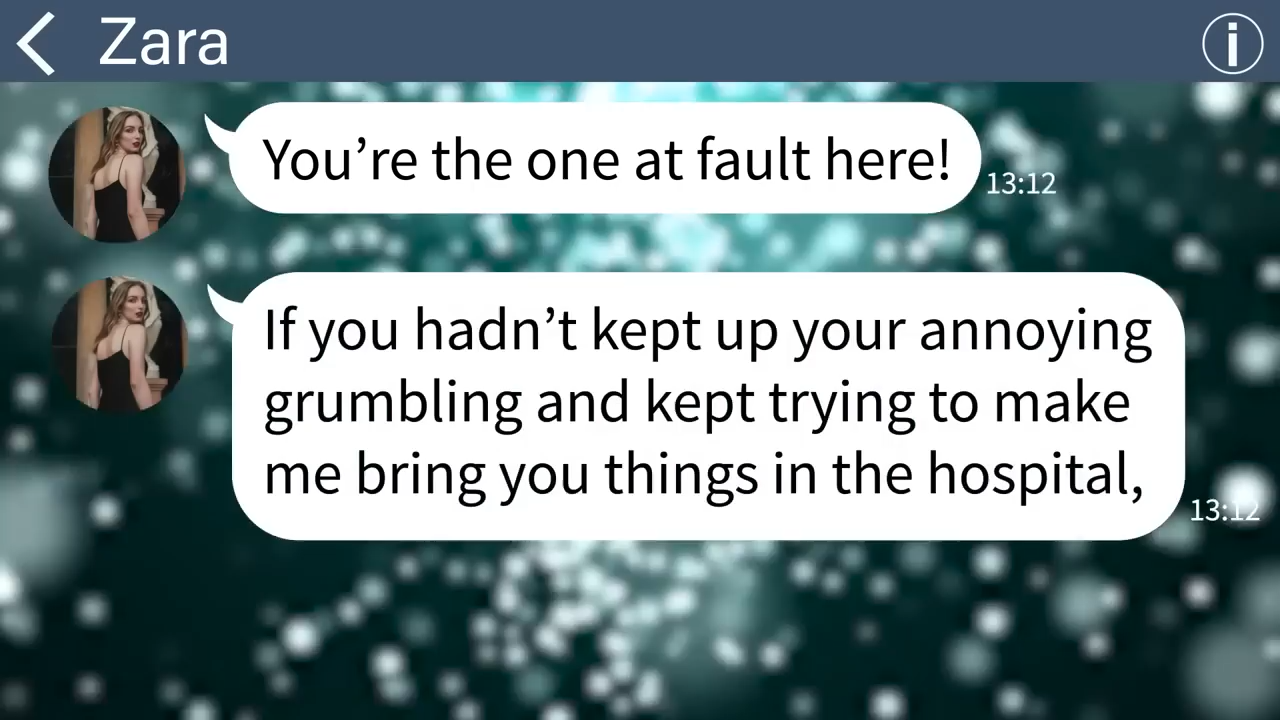 Zara
You’re the one at fault here!
13:12
If you hadn’t kept up your annoying
grumbling and kept trying to make
me bring you things in the hospital,
13:12